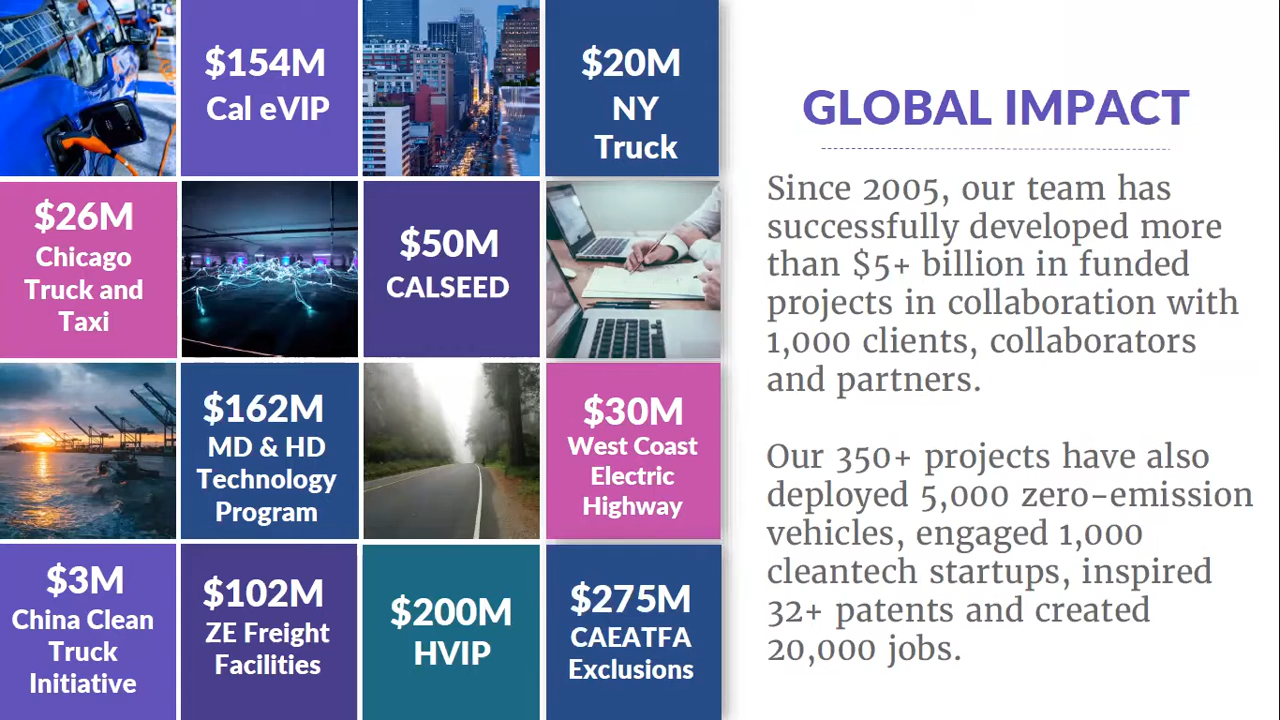 $154M
Cal eVIP
$20M
NY
Truck
$26M
Chicago
Truck and
Taxi
$50M
CALSEED
$162M
MD & HD
Technology
Program
$30M
West Coast
Electric
Highway
$3M
China Clean
Truck
Initiative
$102M
ZE Freight
Facilities
$200M
HVIP
$275M
CAEATFA
Exclusions
GLOBAL IMPACT
Since 2005, our team has
successfully developed more
than $5+ billion in funded
projects in collaboration with
1,000 clients, collaborators
and partners.
Our 350+ projects have also
deployed 5,000 zero-emission
vehicles, engaged 1,000
cleantech startups, inspired
32+ patents and created
20,000 jobs.